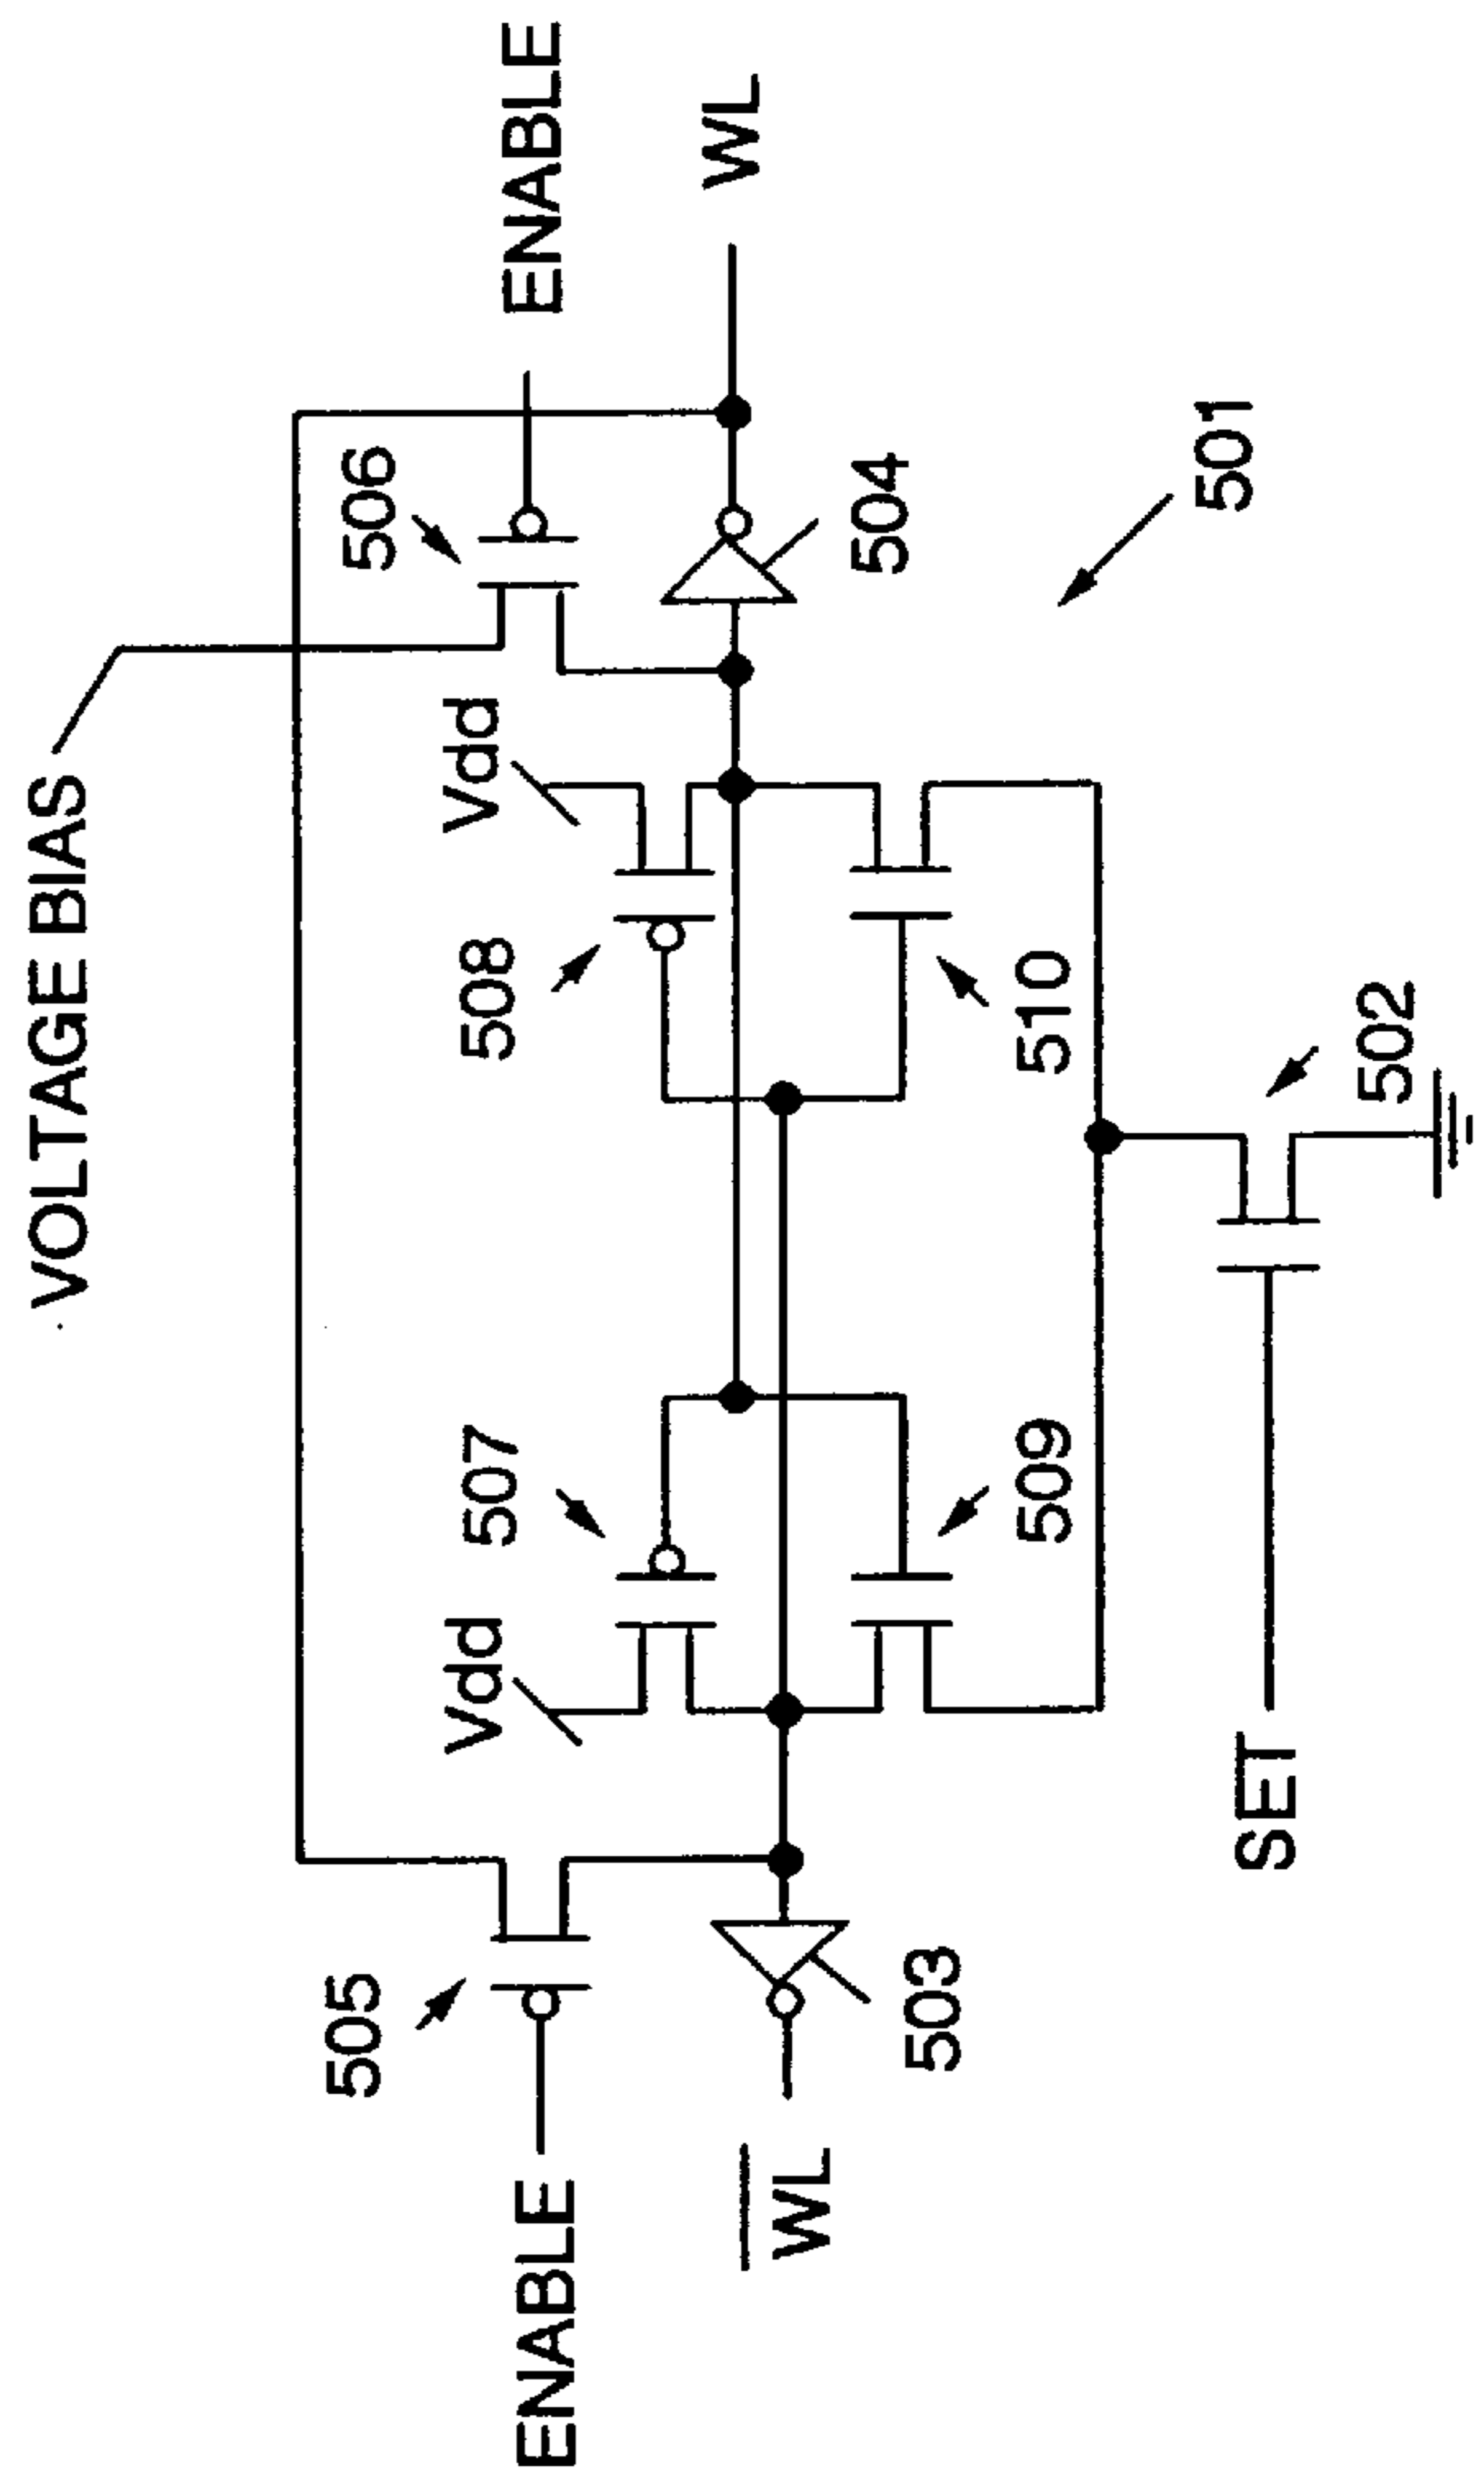 VOLTAGE BIAS
505
506
ENABLE
ENABLE
Vdd
507
508
Vdd
WL
WL
503
509
510
504
SET
502
501